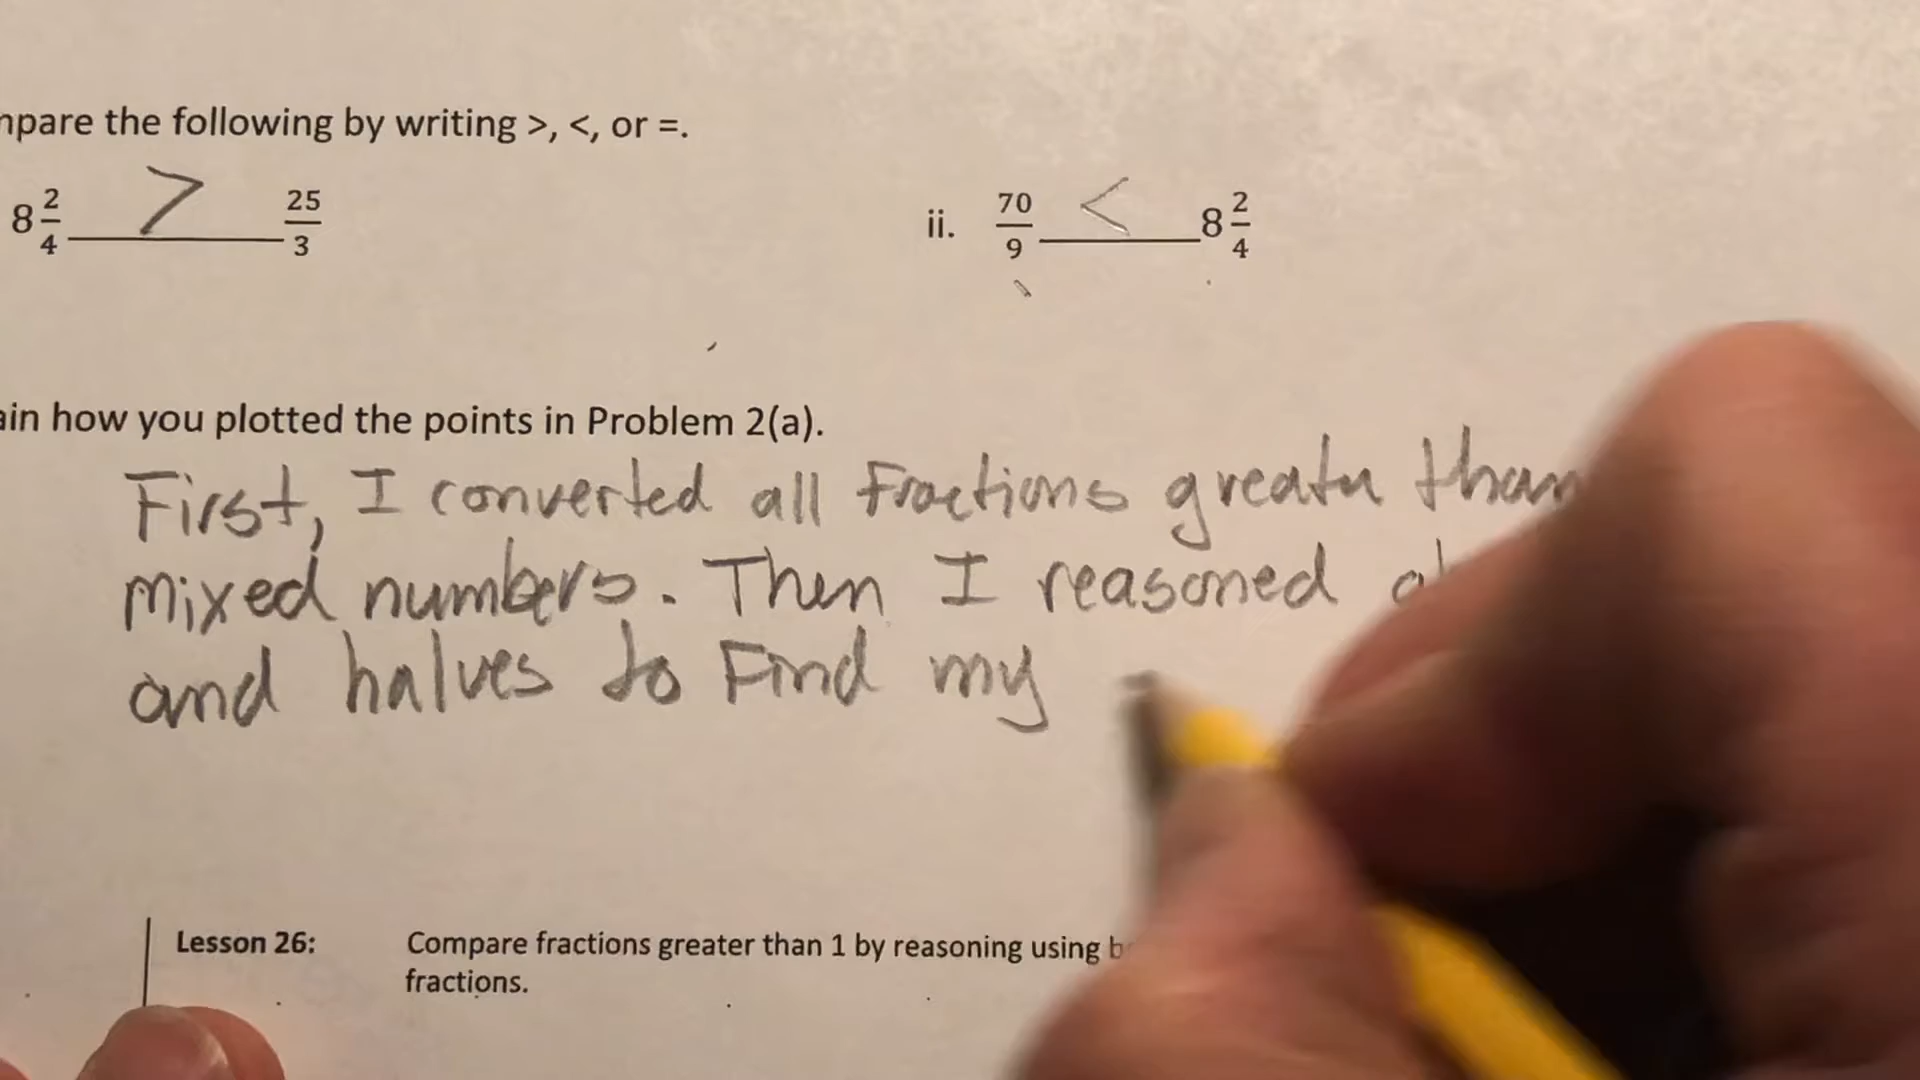 npare the following by writing >, <, or =.
8 2/4 > 25/3
ii. 70/9 < 8 2/4
ain how you plotted the points in Problem 2(a).
First, I converted all fractions greater than
mixed numbers. Then I reasoned
and halves to find my
Lesson 26: Compare fractions greater than 1 by reasoning using
fractions.